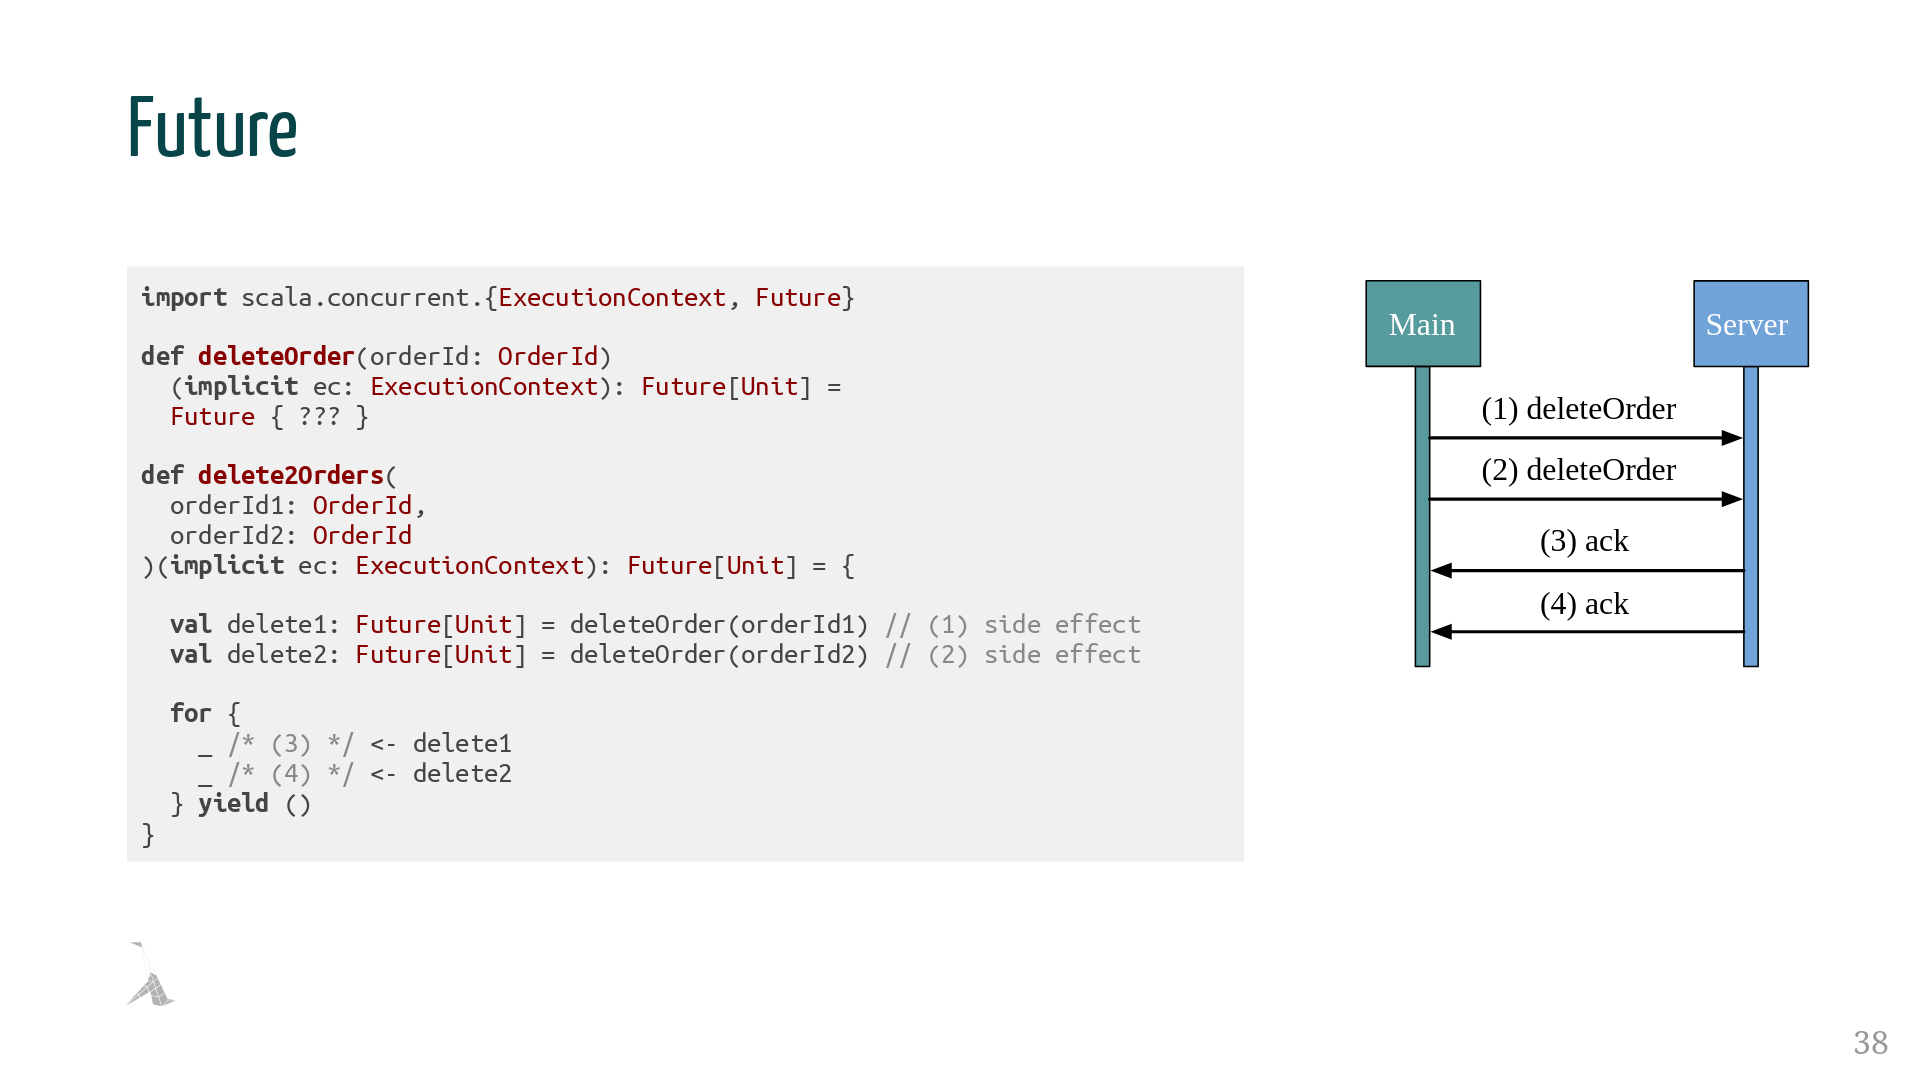 Future
import scala.concurrent.{ExecutionContext, Future}
def deleteOrder(orderId: OrderId)
  (implicit ec: ExecutionContext): Future[Unit] =
  Future { ??? }
def delete2Orders(
  orderId1: OrderId,
  orderId2: OrderId
)(implicit ec: ExecutionContext): Future[Unit] = {
  val delete1: Future[Unit] = deleteOrder(orderId1) // (1) side effect
  val delete2: Future[Unit] = deleteOrder(orderId2) // (2) side effect
  for {
    _ /* (3) */ <- delete1
    _ /* (4) */ <- delete2
  } yield ()
}
Main
Server
(1) deleteOrder
(2) deleteOrder
(3) ack
(4) ack
38